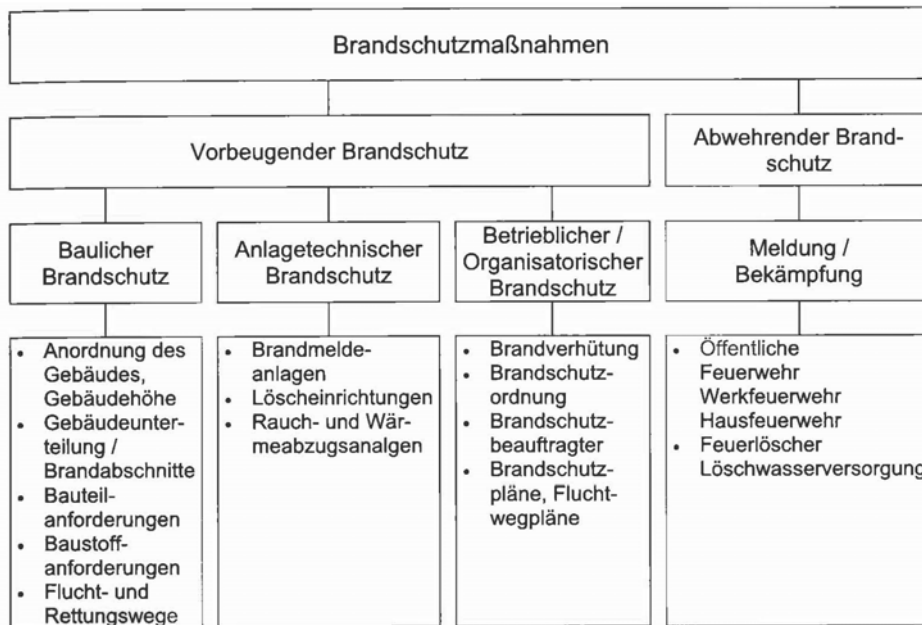 Brandschutzmaßnahmen
Vorbeugender Brandschutz
Abwehrender Brand-
schutz
Baulicher
Brandschutz
Anlagetechnischer
Brandschutz
Betrieblicher /
Organisatorischer
Brandschutz
Meldung /
Bekämpfung
• Anordnung des
Gebäudes,
Gebäudehöhe
• Gebäudeunter-
teilung /
Brandabschnitte
• Bauteil-
anforderungen
• Baustoff-
anforderungen
• Flucht- und
Rettungswege
• Brandmelde-
anlagen
• Löscheinrichtungen
• Rauch- und Wär-
meabzugsanalgen
• Brandverhütung
• Brandschutz-
ordnung
• Brandschutz-
beauftragter
• Brandschutz-
pläne, Flucht-
wegpläne
• Öffentliche
Feuerwehr
Werkfeuerwehr
Hausfeuerwehr
• Feuerlöscher
Löschwasserversorgung